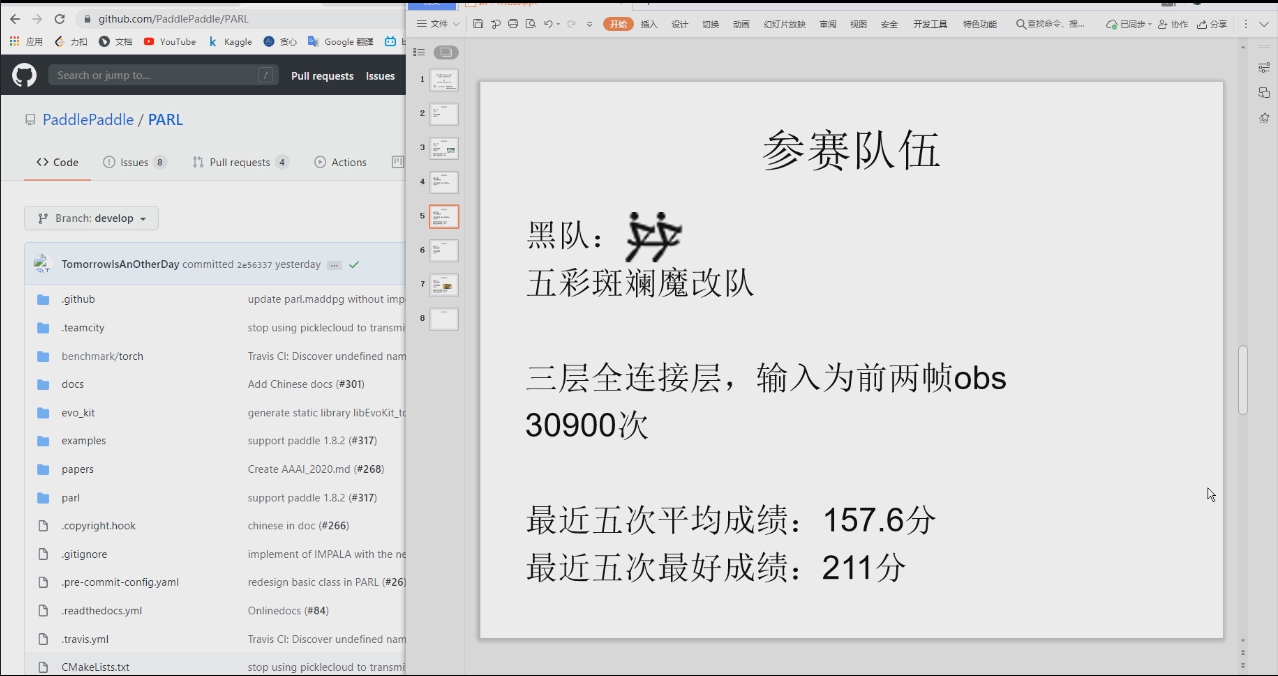 github.com/PaddlePaddle/PARL
应用
力扣
文档
YouTube
Kaggle
Google 翻譯
Search or jump to...
/
Pull requests
Issues
PaddlePaddle / PARL
Code
Issues 8
Pull requests 4
Actions
Branch: develop
TomorrowIsAnOtherDay committed 2e56337 yesterday
.github
update parl.maddpg without imp
.teamcity
stop using picklecloud to transmi
benchmark/torch
Travis CI: Discover undefined nam
docs
Add Chinese docs (#301)
evo_kit
generate static library libEvoKit_to
examples
support paddle 1.8.2 (#317)
papers
Create AAAI_2020.md (#268)
parl
support paddle 1.8.2 (#317)
.copyright.hook
chinese in doc (#266)
.gitignore
implement of IMPALA with the ne
.pre-commit-config.yaml
redesign basic class in PARL (#26)
.readthedocs.yml
Onlinedocs (#84)
.travis.yml
Travis CI: Discover undefined nam
CMakeLists.txt
stop using picklecloud to transmi
文件
开始
插入
设计
切换
动画
幻灯片放映
审阅
视图
安全
开发工具
特色功能
查找命令、搜...
已同步
协作
分享
1
2
3
4
5
6
7
8
参赛队伍
黑队：
五彩斑斓魔改队
三层全连接层，输入为前两帧obs
30900次
最近五次平均成绩：157.6分
最近五次最好成绩：211分